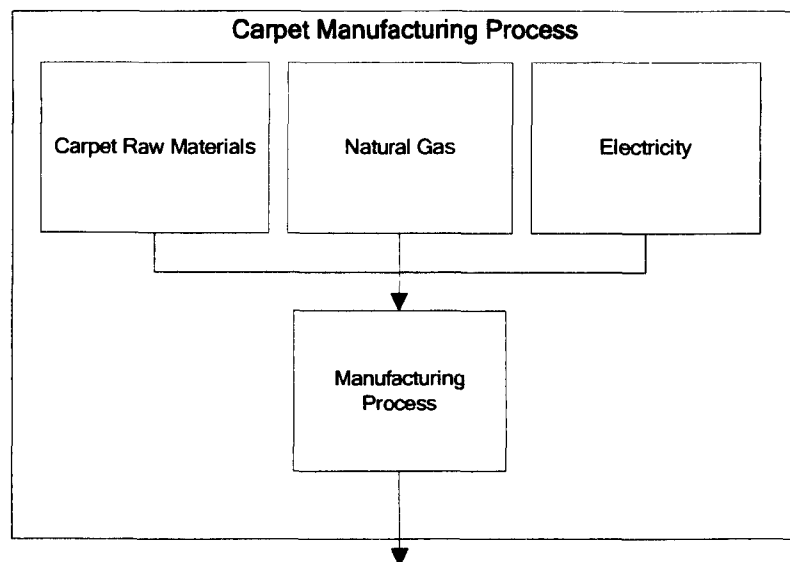 Carpet Manufacturing Process
Carpet Raw Materials
Natural Gas
Electricity
Manufacturing
Process